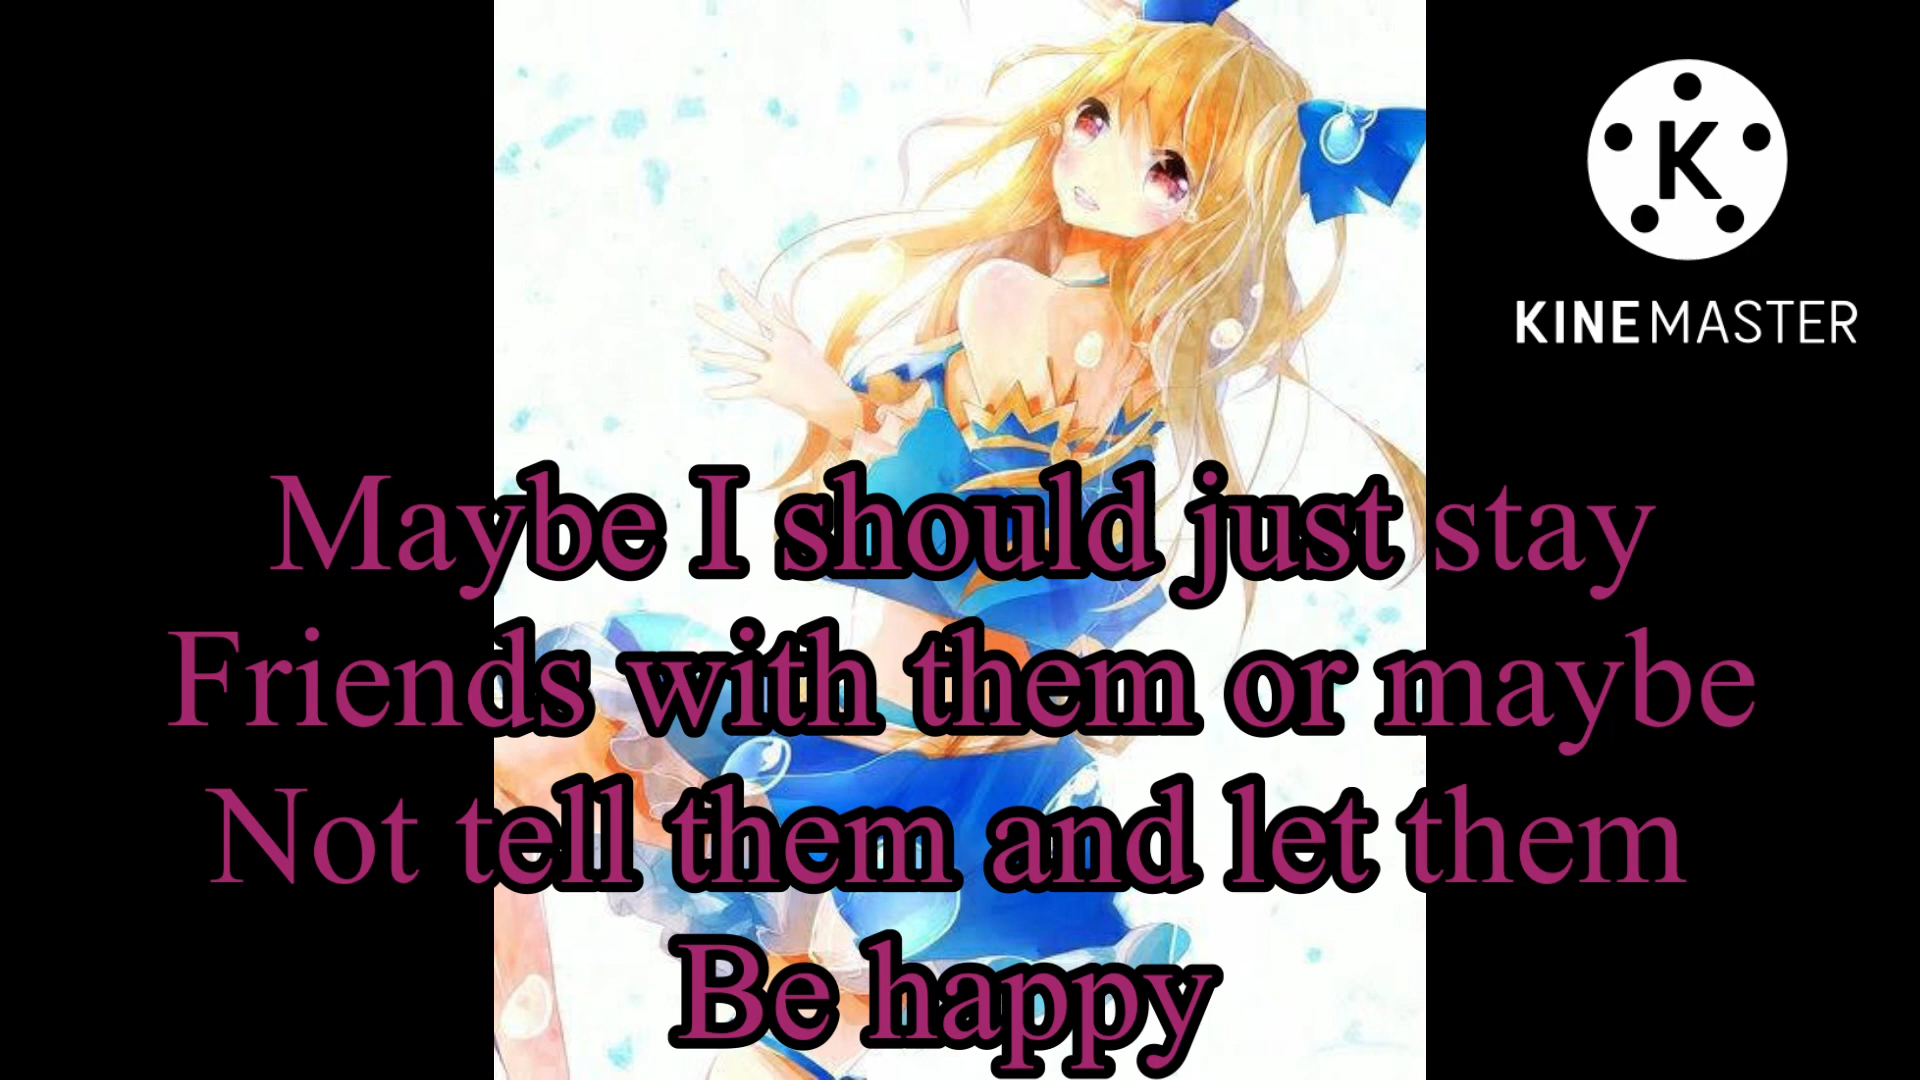 K
KINEMASTER
Maybe I should just stay
Friends with them or maybe
Not tell them and let them
Be happy